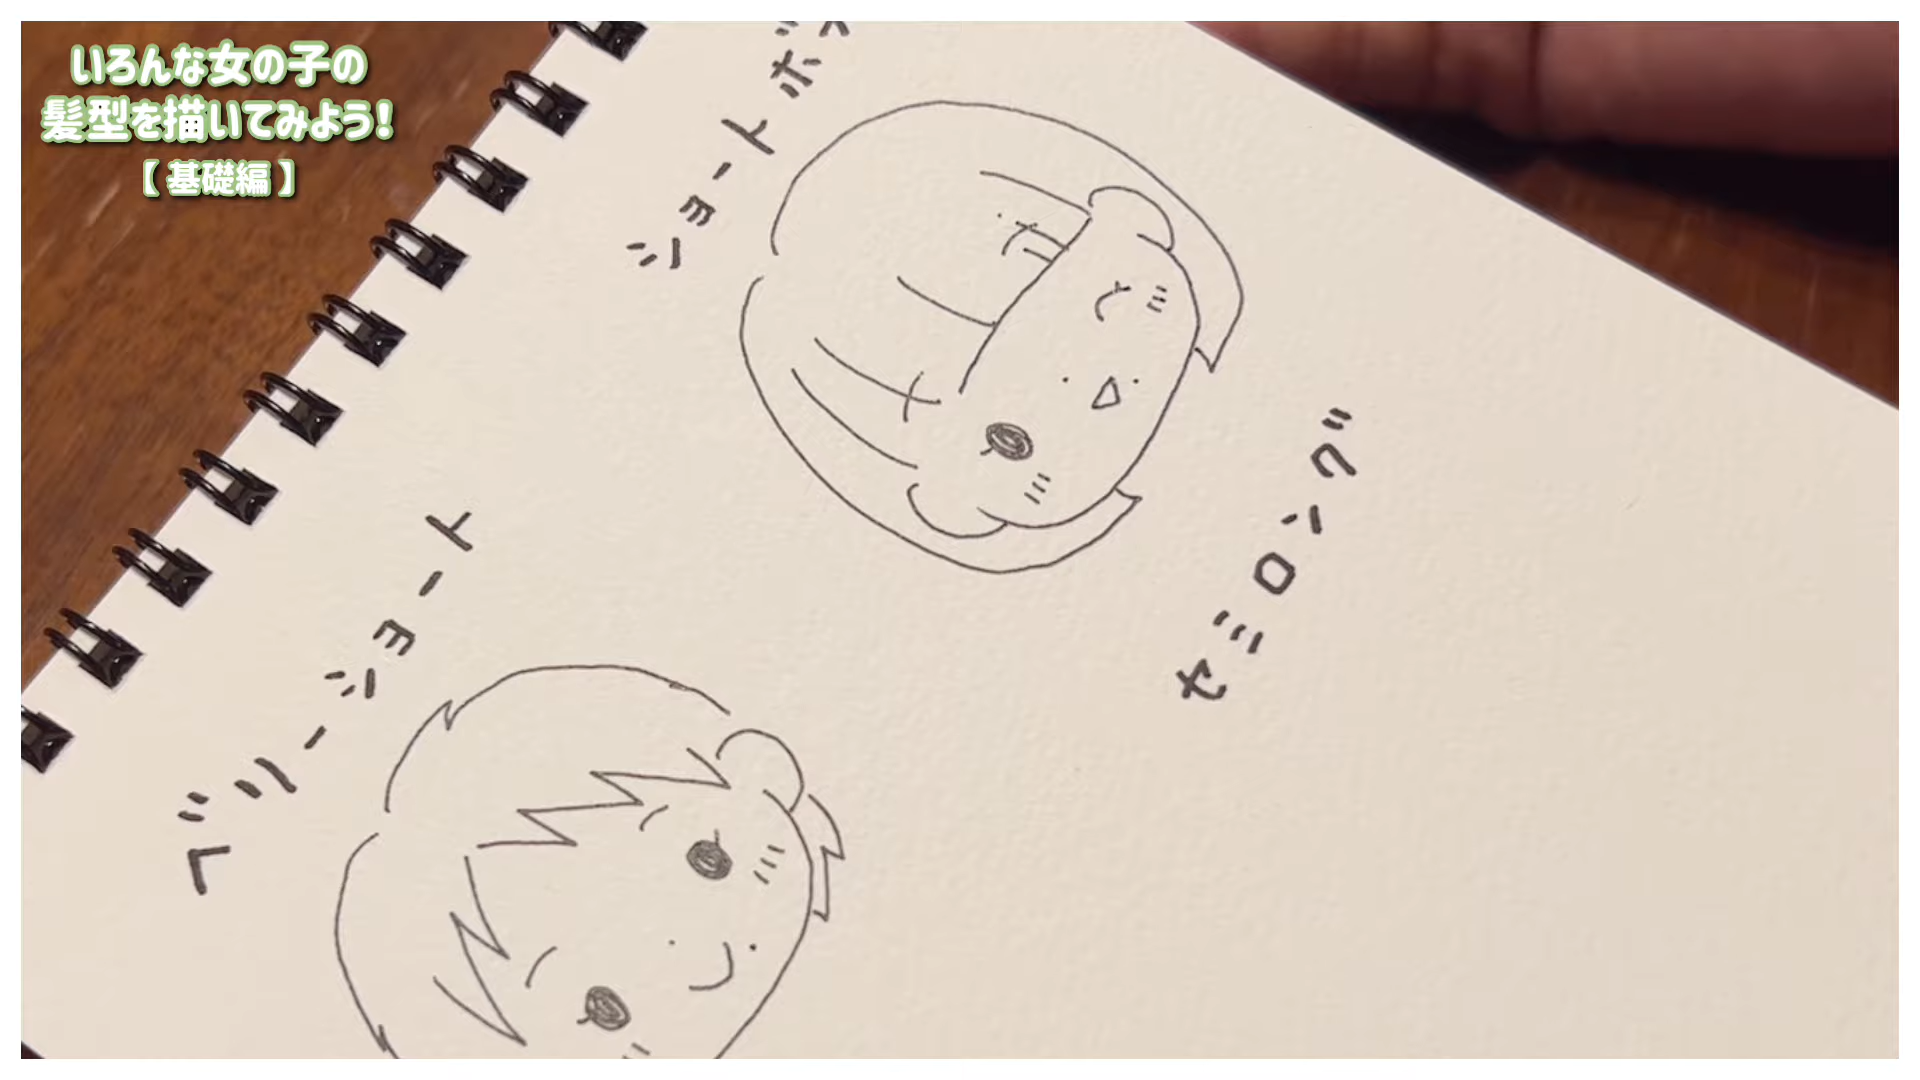 いろんな女の子の
髪型を描いてみよう!
【基礎編】
ベリーショート
ショートボブ
セミロング